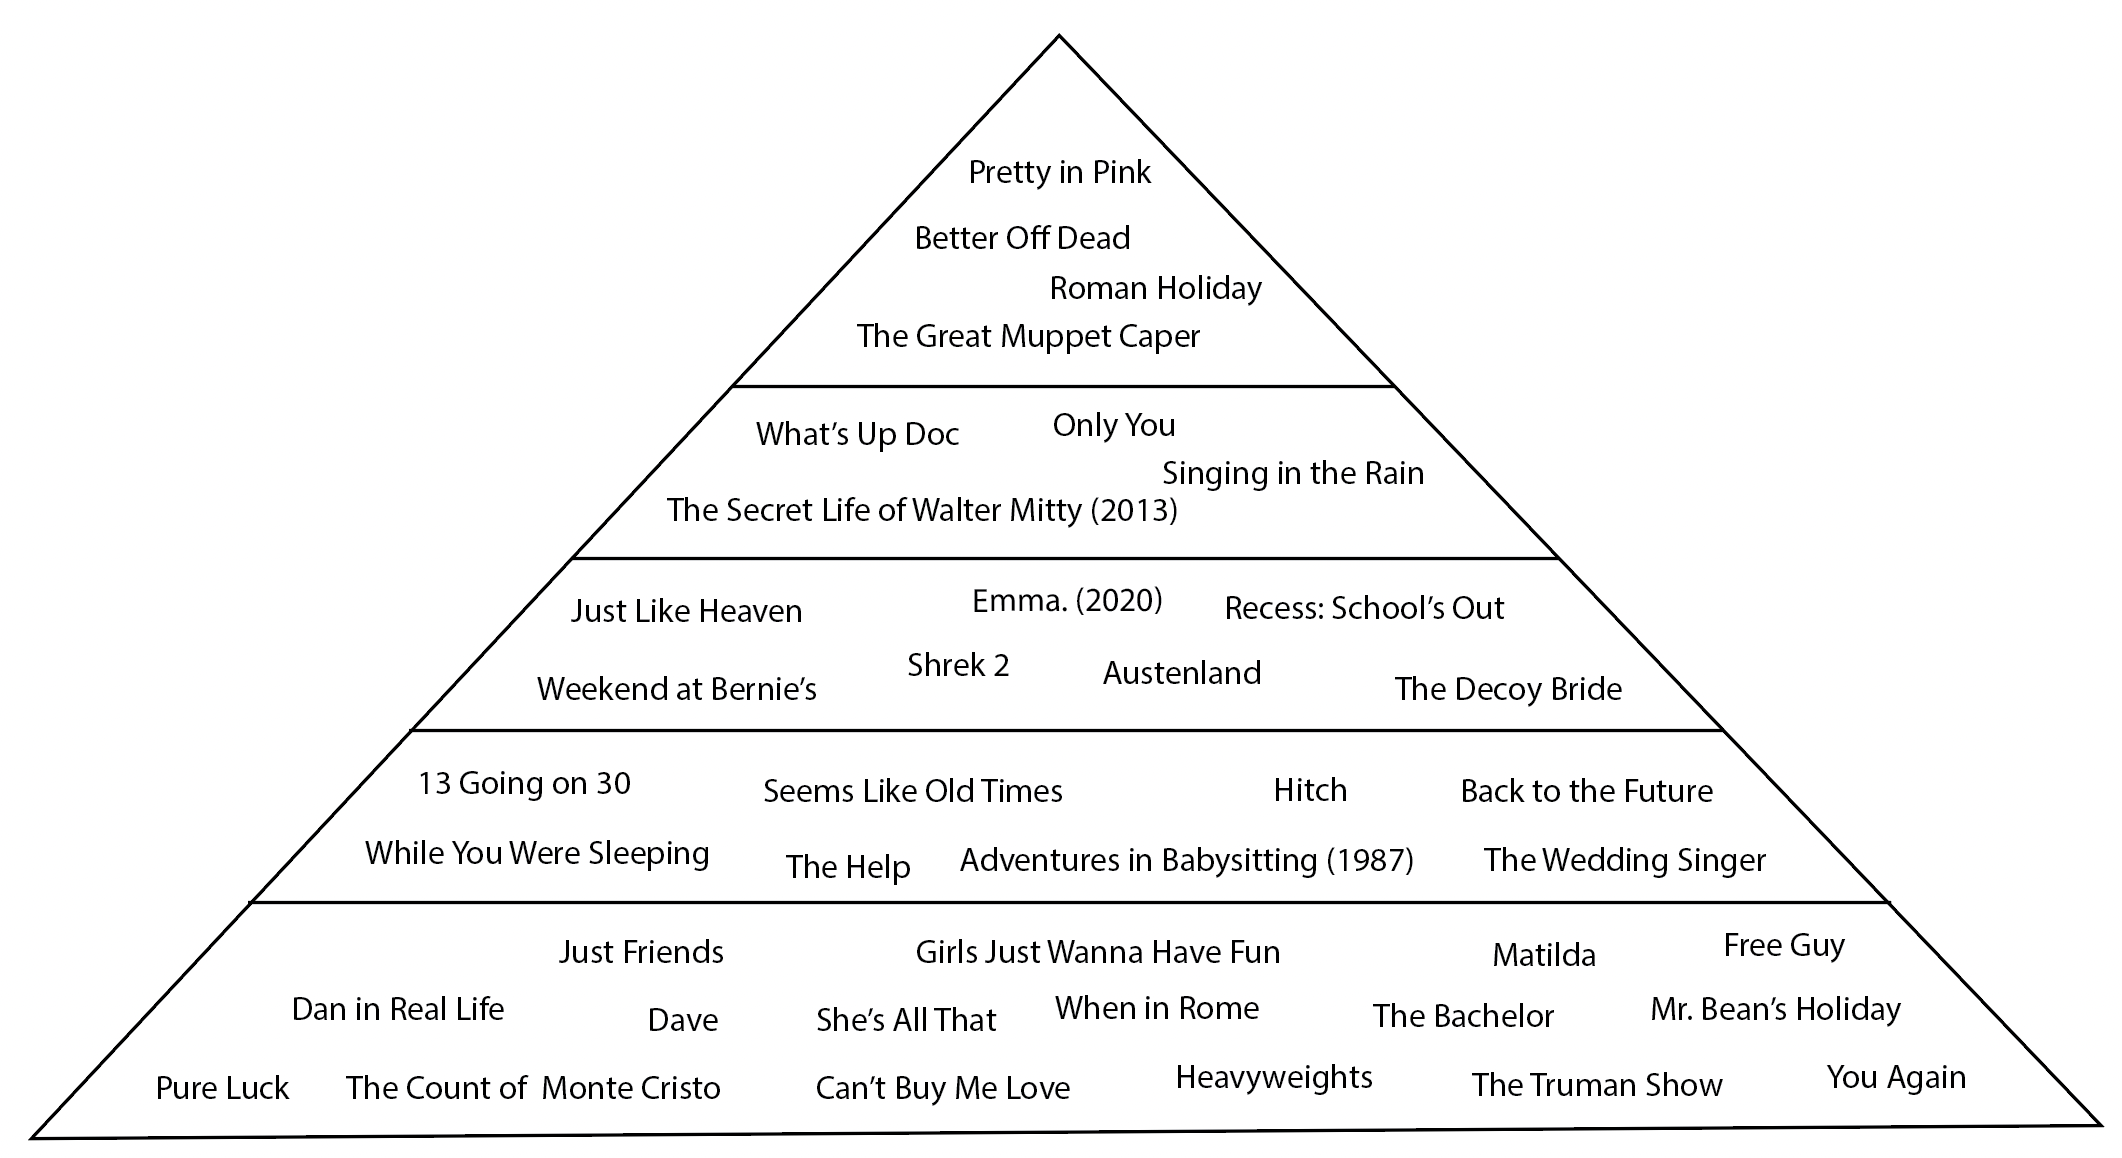 Pretty in Pink
Better Off Dead
Roman Holiday
The Great Muppet Caper
What's Up Doc
Only You
Singing in the Rain
The Secret Life of Walter Mitty (2013)
Just Like Heaven
Emma. (2020)
Recess: School's Out
Weekend at Bernie's
Shrek 2
Austenland
The Decoy Bride
13 Going on 30
Seems Like Old Times
Hitch
Back to the Future
While You Were Sleeping
The Help
Adventures in Babysitting (1987)
The Wedding Singer
Just Friends
Girls Just Wanna Have Fun
Matilda
Free Guy
Dan in Real Life
Dave
She's All That
When in Rome
The Bachelor
Mr. Bean's Holiday
Pure Luck
The Count of Monte Cristo
Can't Buy Me Love
Heavyweights
The Truman Show
You Again